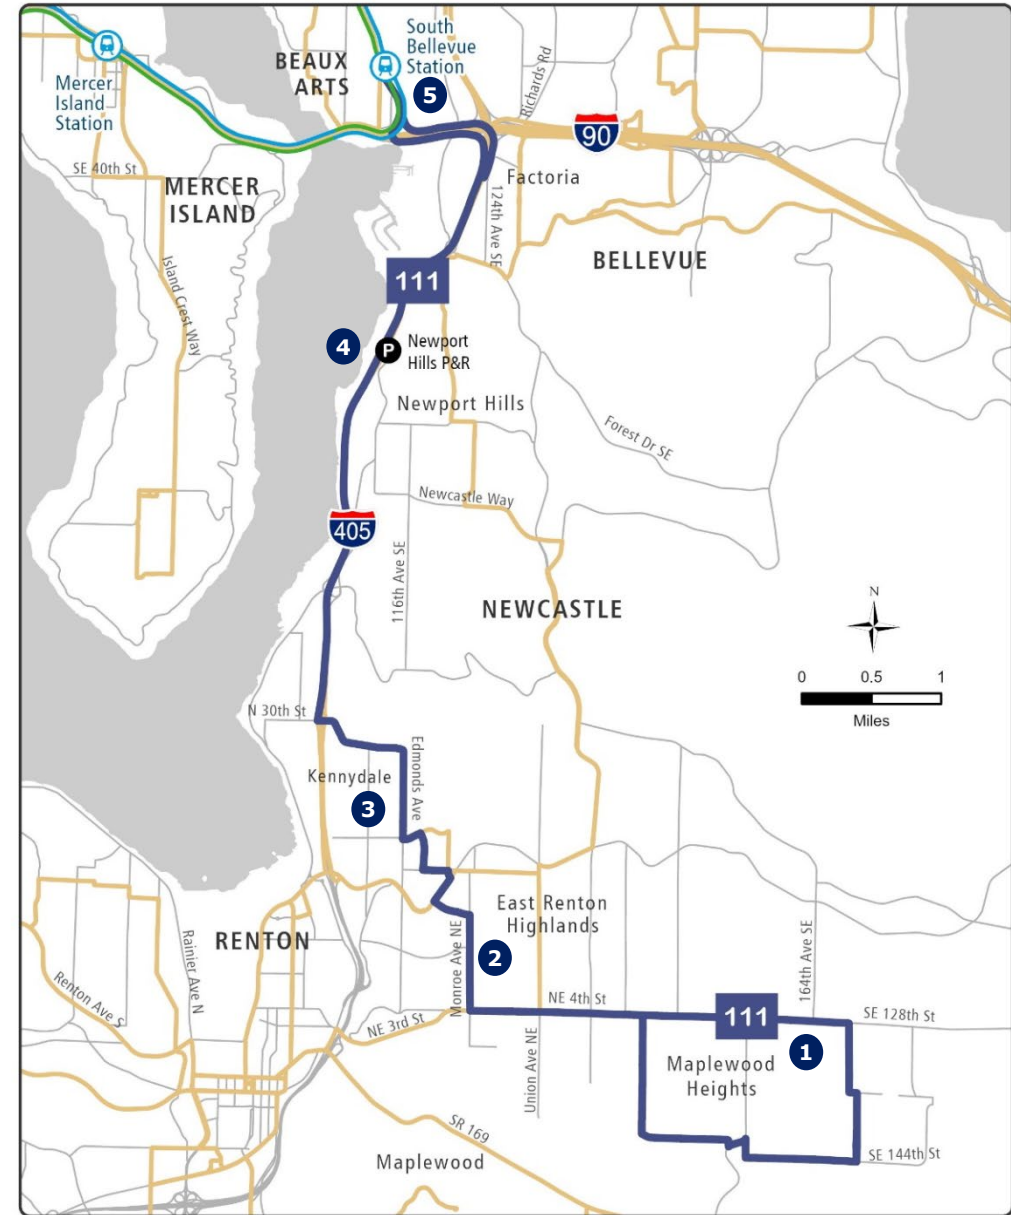 South
Bellevue
Station
BEAUX
ARTS
5
Mercer
Island
Station
Richards Rd
90
SE 40th St
MERCER
ISLAND
Factoria
124th Ave SE
BELLEVUE
111
Island Crest Way
4
P
Newport
Hills P&R
Newport Hills
Forest Dr SE
Newcastle Way
405
116th Ave SE
NEWCASTLE
N
0 0.5 1
Miles
N 30th St
Edmonds Ave
Kennydale
3
East Renton
Highlands
RENTON
Rainier Ave N
Monroe Ave NE
2
164th Ave SE
Renton Ave S
NE 4th St
NE 3rd St
111
SE 128th St
Union Ave NE
1
Maplewood
Heights
SR 169
SE 144th St
Maplewood